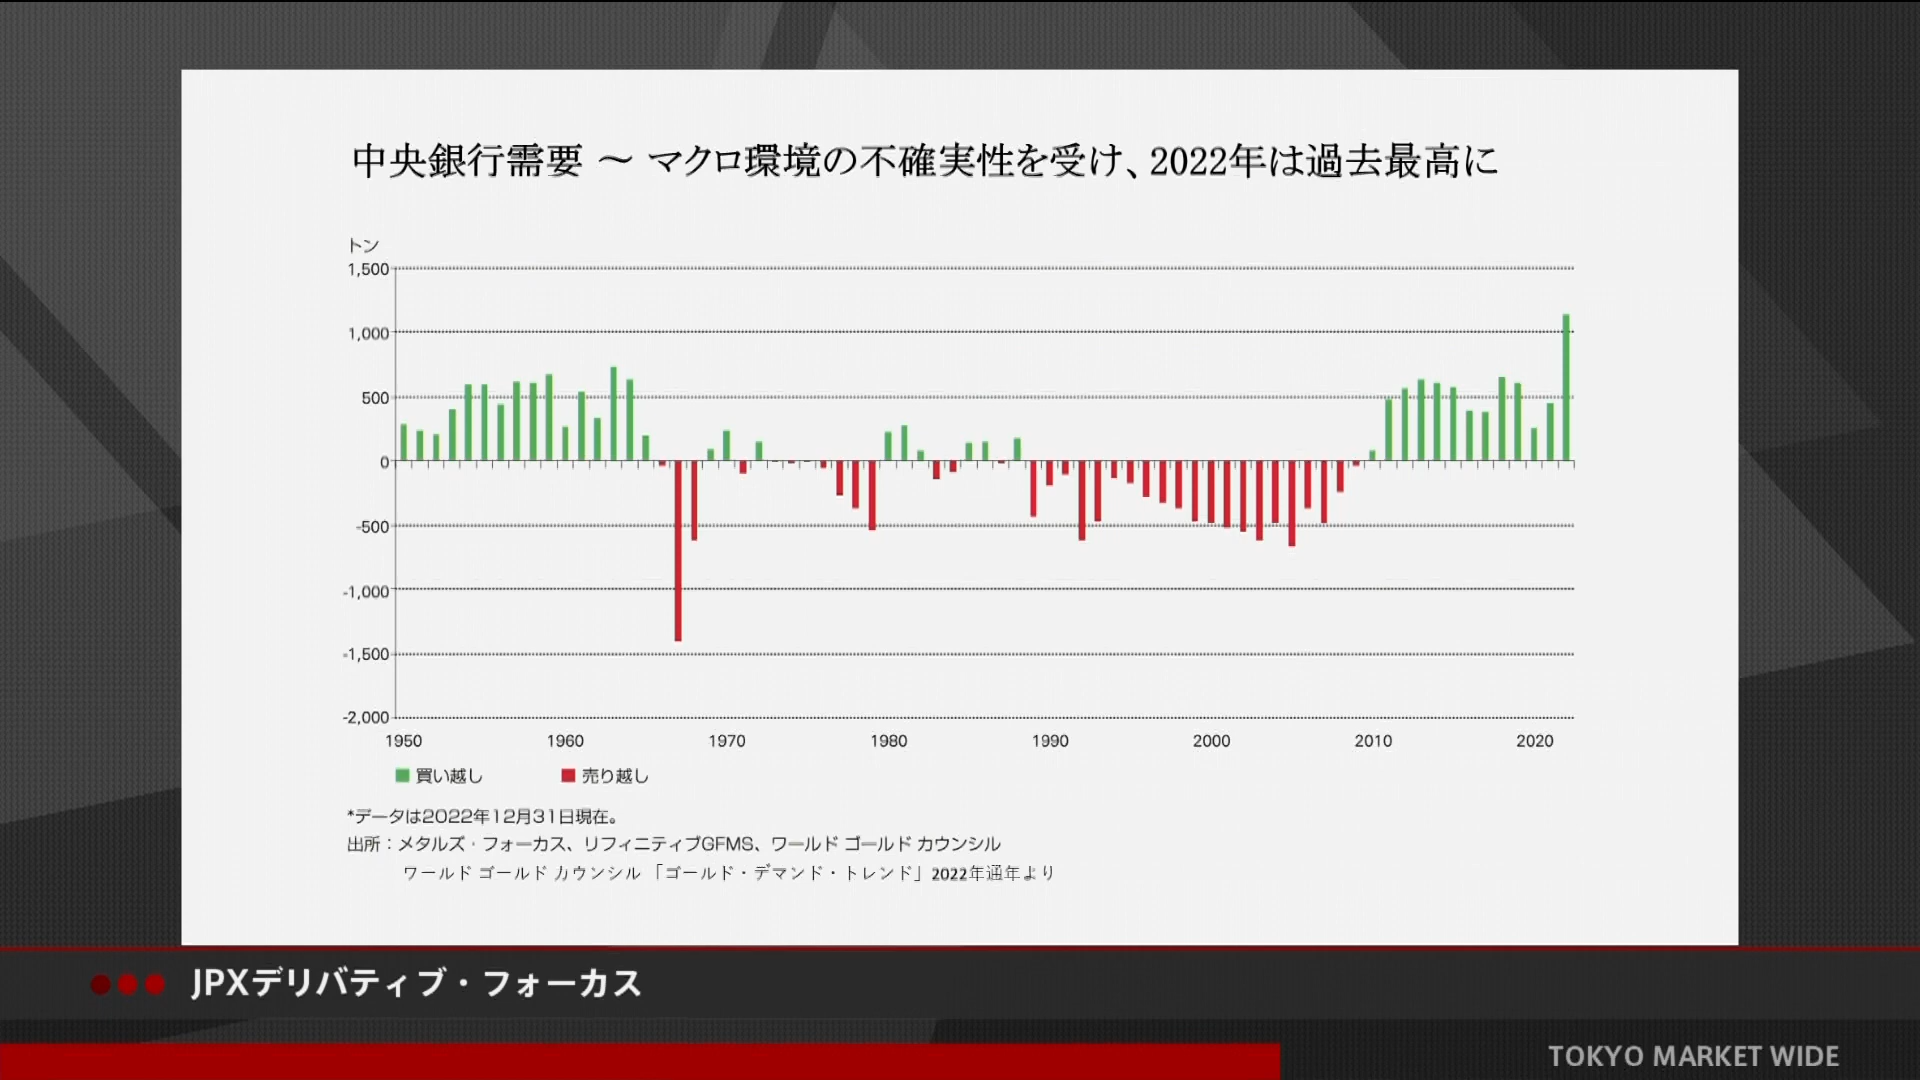 中央銀行需要 ～ マクロ環境の不確実性を受け、2022年は過去最高に
トン
1,500
1,000
500
0
-500
-1,000
-1,500
-2,000
1950 1960 1970 1980 1990 2000 2010 2020
買い越し 売り越し
*データは2022年12月31日現在。
出所：メタルズ・フォーカス、リフィニティブGFMS、ワールド ゴールド カウンシル
ワールド ゴールド カウンシル 「ゴールド・デマンド・トレンド」2022年通年より
JPXデリバティブ・フォーカス
TOKYO MARKET WIDE